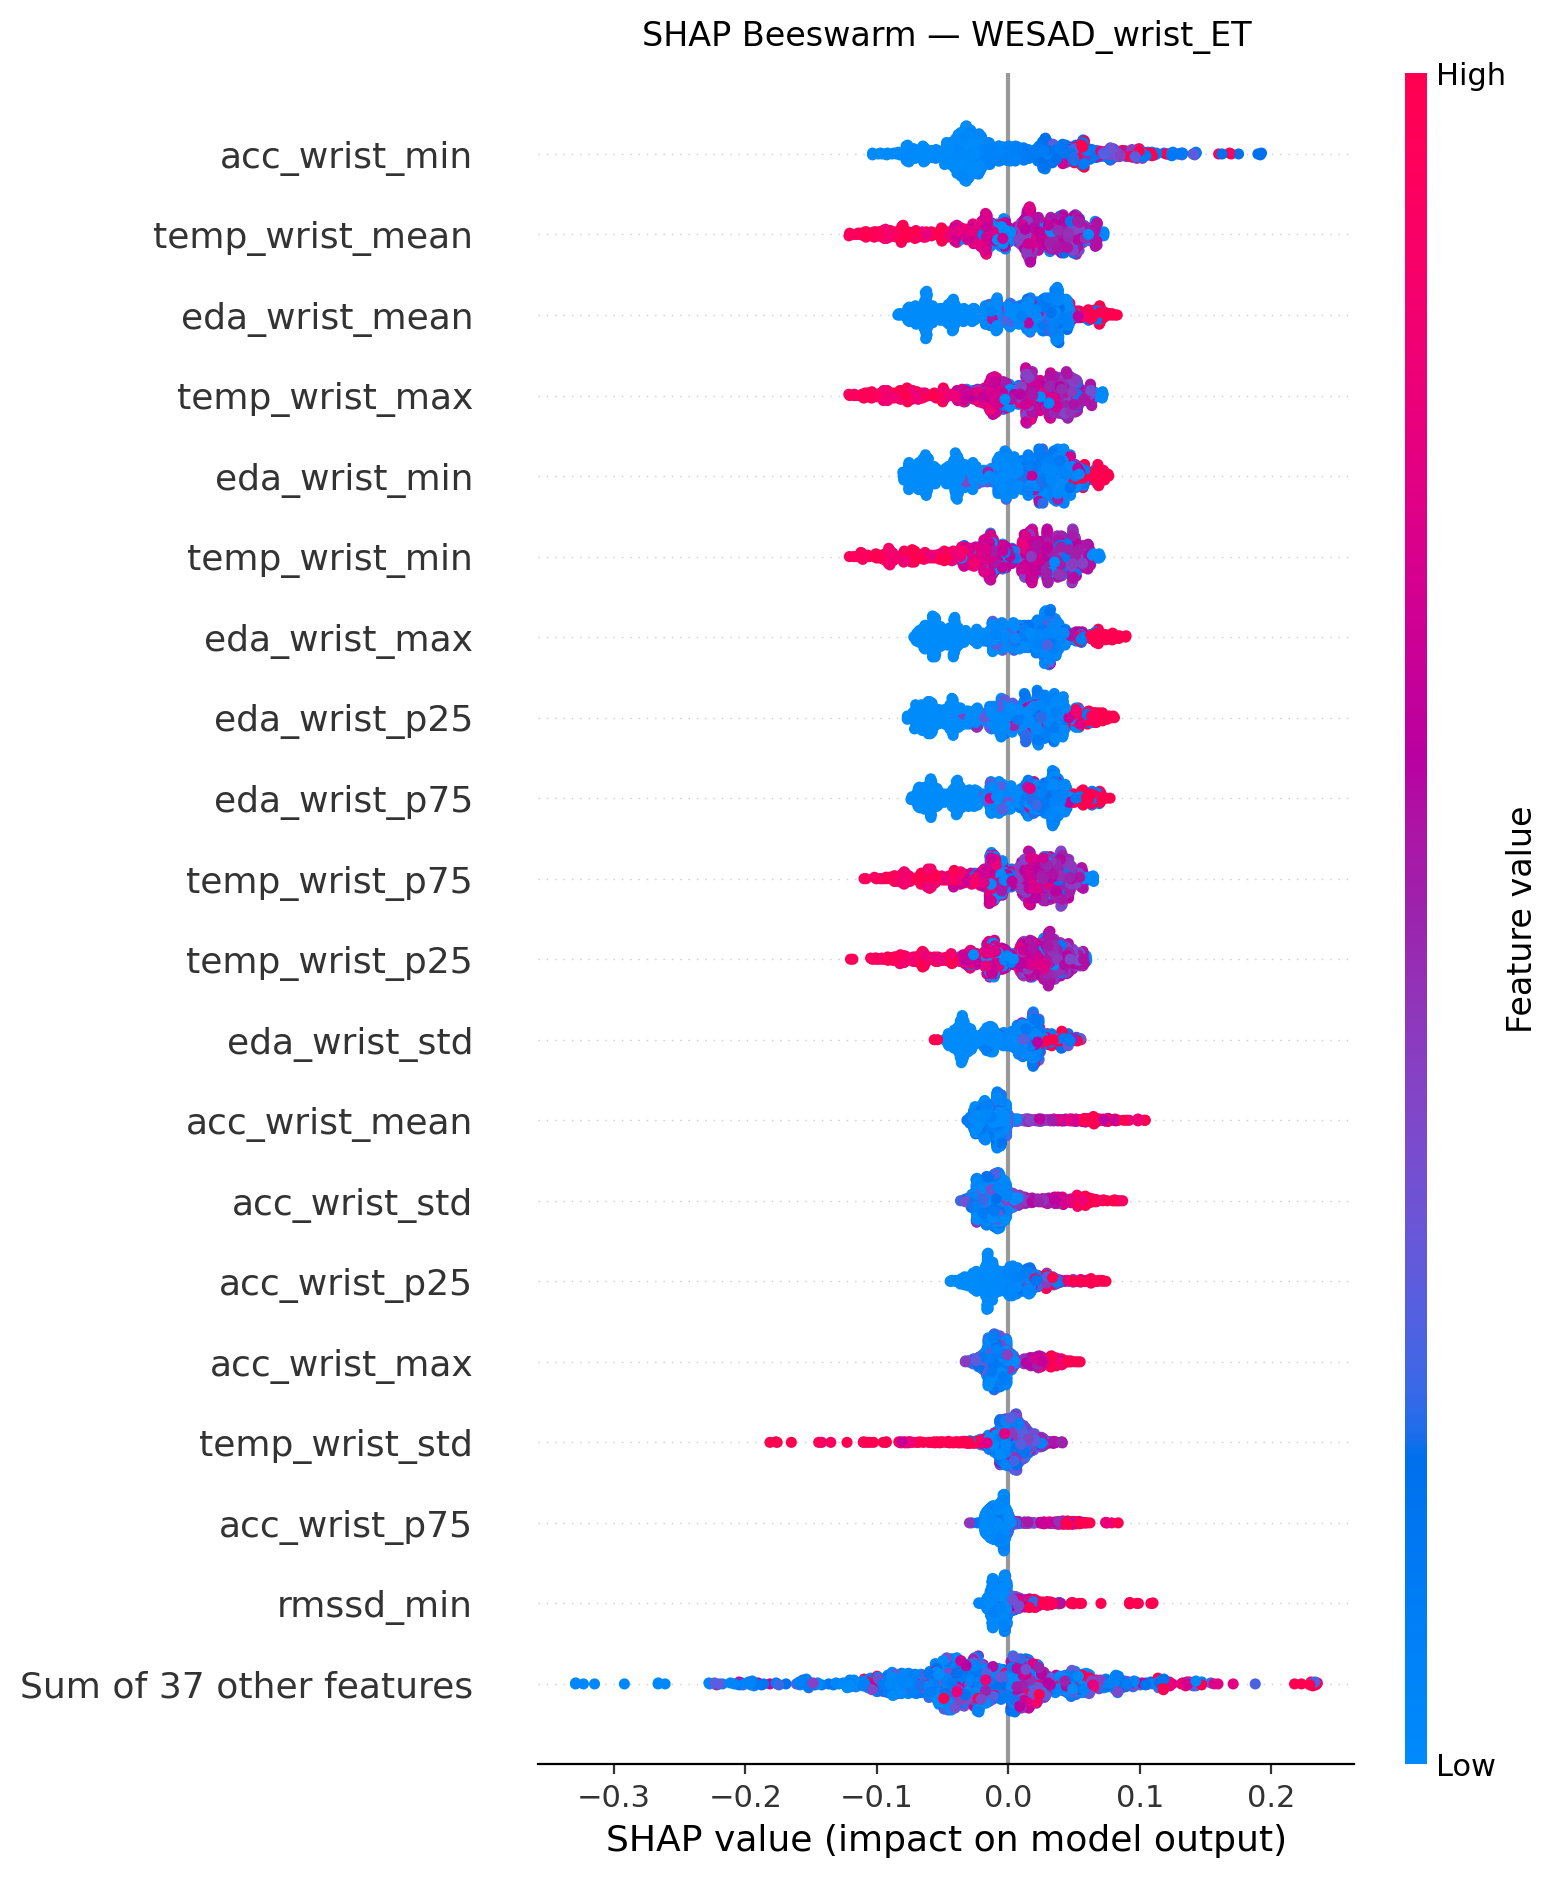 SHAP Beeswarm — WESAD_wrist_ET
High
acc_wrist_min
temp_wrist_mean
eda_wrist_mean
temp_wrist_max
eda_wrist_min
temp_wrist_min
eda_wrist_max
eda_wrist_p25
eda_wrist_p75
temp_wrist_p75
temp_wrist_p25
eda_wrist_std
acc_wrist_mean
acc_wrist_std
acc_wrist_p25
acc_wrist_max
temp_wrist_std
acc_wrist_p75
rmssd_min
Sum of 37 other features
Feature value
Low
−0.3 −0.2 −0.1 0.0 0.1 0.2
SHAP value (impact on model output)